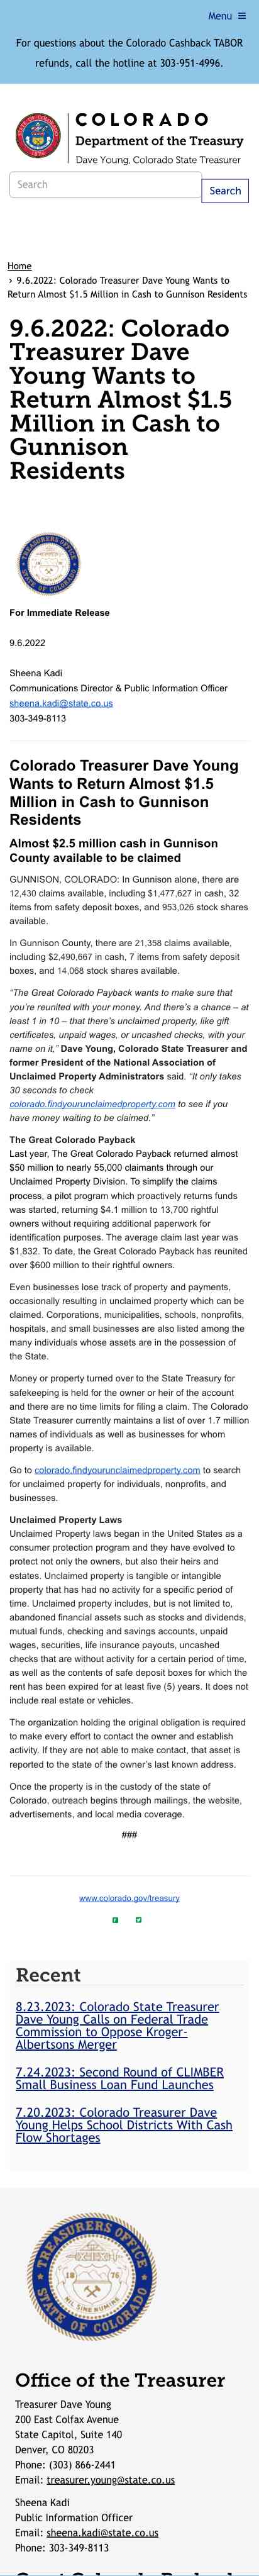 Menu ≡
For questions about the Colorado Cashback TABOR
refunds, call the hotline at 303-951-4996.
COLORADO
Department of the Treasury
Dave Young, Colorado State Treasurer
Search
Search
Home
› 9.6.2022: Colorado Treasurer Dave Young Wants to
Return Almost $1.5 Million in Cash to Gunnison Residents
9.6.2022: Colorado
Treasurer Dave
Young Wants to
Return Almost $1.5
Million in Cash to
Gunnison
Residents
TREASURERS OFFICE
STATE OF COLORADO
For Immediate Release
9.6.2022
Sheena Kadi
Communications Director & Public Information Officer
sheena.kadi@state.co.us
303-349-8113
Colorado Treasurer Dave Young
Wants to Return Almost $1.5
Million in Cash to Gunnison
Residents
Almost $2.5 million cash in Gunnison
County available to be claimed
GUNNISON, COLORADO: In Gunnison alone, there are
12,430 claims available, including $1,477,627 in cash, 32
items from safety deposit boxes, and 953,026 stock shares
available.
In Gunnison County, there are 21,358 claims available,
including $2,490,667 in cash, 7 items from safety deposit
boxes, and 14,068 stock shares available.
“The Great Colorado Payback wants to make sure that
you’re reunited with your money. And there’s a chance – at
least 1 in 10 – that there’s unclaimed property, like gift
certificates, unpaid wages, or uncashed checks, with your
name on it,” Dave Young, Colorado State Treasurer and
former President of the National Association of
Unclaimed Property Administrators said. “It only takes
30 seconds to check
colorado.findyourunclaimedproperty.com to see if you
have money waiting to be claimed.”
The Great Colorado Payback
Last year, The Great Colorado Payback returned almost
$50 million to nearly 55,000 claimants through our
Unclaimed Property Division. To simplify the claims
process, a pilot program which proactively returns funds
was started, returning $4.1 million to 13,700 rightful
owners without requiring additional paperwork for
identification purposes. The average claim last year was
$1,832. To date, the Great Colorado Payback has reunited
over $600 million to their rightful owners.
Even businesses lose track of property and payments,
occasionally resulting in unclaimed property which can be
claimed. Corporations, municipalities, schools, nonprofits,
hospitals, and small businesses are also listed among the
many individuals whose assets are in the possession of
the State.
Money or property turned over to the State Treasury for
safekeeping is held for the owner or heir of the account
and there are no time limits for filing a claim. The Colorado
State Treasurer currently maintains a list of over 1.7 million
names of individuals as well as businesses for whom
property is available.
Go to colorado.findyourunclaimedproperty.com to search
for unclaimed property for individuals, nonprofits, and
businesses.
Unclaimed Property Laws
Unclaimed Property laws began in the United States as a
consumer protection program and they have evolved to
protect not only the owners, but also their heirs and
estates. Unclaimed property is tangible or intangible
property that has had no activity for a specific period of
time. Unclaimed property includes, but is not limited to,
abandoned financial assets such as stocks and dividends,
mutual funds, checking and savings accounts, unpaid
wages, securities, life insurance payouts, uncashed
checks that are without activity for a certain period of time,
as well as the contents of safe deposit boxes for which the
rent has been expired for at least five (5) years. It does not
include real estate or vehicles.
The organization holding the original obligation is required
to make every effort to contact the owner and establish
activity. If they are not able to make contact, that asset is
reported to the state of the owner’s last known address.
Once the property is in the custody of the state of
Colorado, outreach begins through mailings, the website,
advertisements, and local media coverage.
###
www.colorado.gov/treasury
Recent
8.23.2023: Colorado State Treasurer
Dave Young Calls on Federal Trade
Commission to Oppose Kroger-
Albertsons Merger
7.24.2023: Second Round of CLIMBER
Small Business Loan Fund Launches
7.20.2023: Colorado Treasurer Dave
Young Helps School Districts With Cash
Flow Shortages
TREASURERS OFFICE
18 76
NIL SINE NUMINE
STATE OF COLORADO
Office of the Treasurer
Treasurer Dave Young
200 East Colfax Avenue
State Capitol, Suite 140
Denver, CO 80203
Phone: (303) 866-2441
Email: treasurer.young@state.co.us
Sheena Kadi
Public Information Officer
Email: sheena.kadi@state.co.us
Phone: 303-349-8113